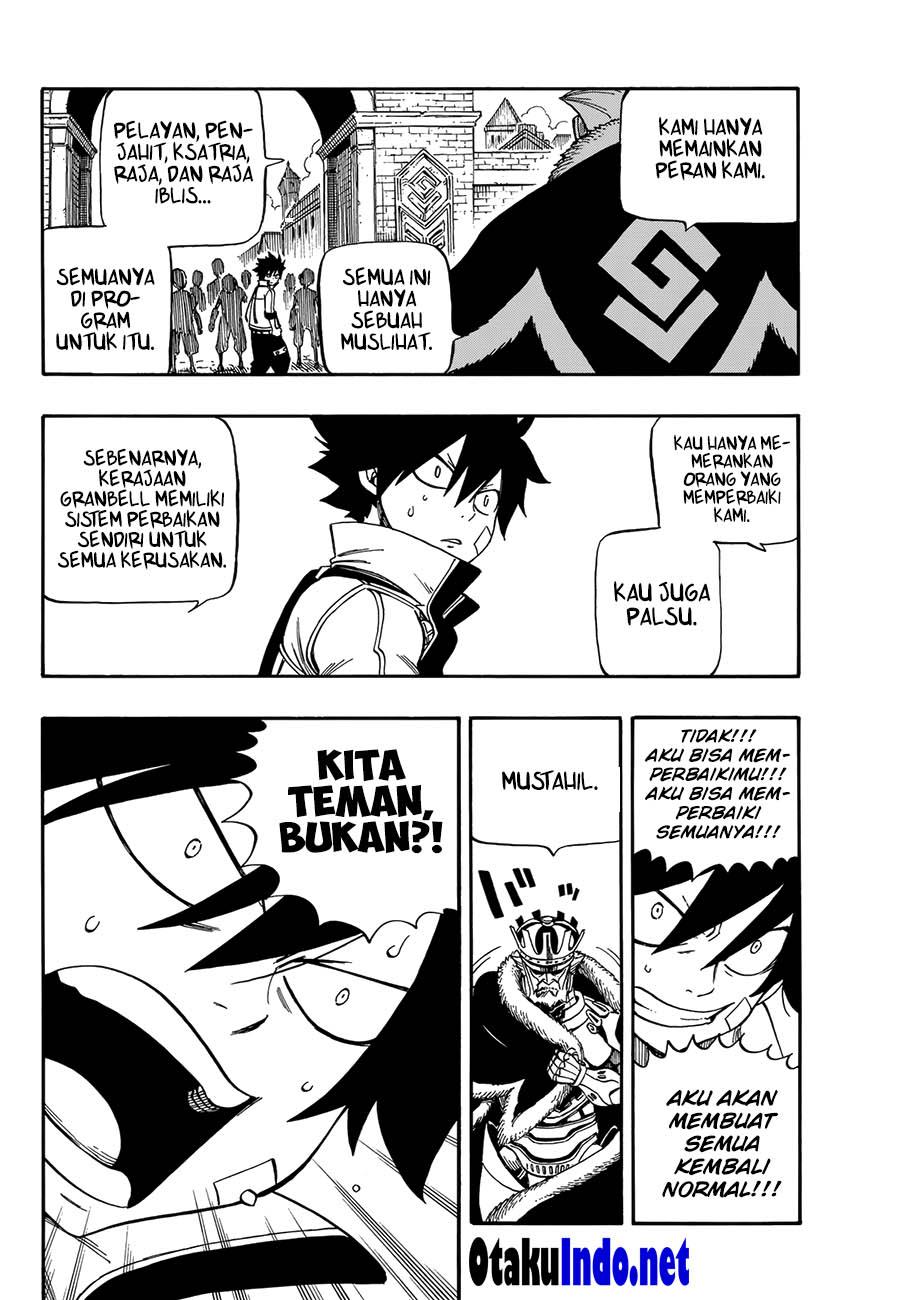 KAMI HANYA
MEMAINKAN
PERAN KAMI.
PELAYAN, PEN-
JAHIT, KSATRIA,
RAJA, DAN RAJA
IBLIS...
SEMUA INI
HANYA
SEBUAH
MUSLIHAT.
SEMUANYA
DI PRO-
GRAM
UNTUK ITU.
KAU HANYA ME-
MERANKAN
ORANG YANG
MEMPERBAIKI
KAMI.
KAU JUGA
PALSU.
SEBENARNYA,
KERAJAAN
GRANBELL MEMILIKI
SISTEM PERBAIKAN
SENDIRI UNTUK
SEMUA KERUSAKAN.
TIDAK!!!
AKU BISA MEM-
PERBAIKIMU!!!
AKU BISA MEM-
PERBAIKI
SEMUANYA!!!
AKU AKAN
MEMBUAT
SEMUA
KEMBALI
NORMAL!!!
MUSTAHIL.
KITA
TEMAN,
BUKAN?!
OtakuIndo.net